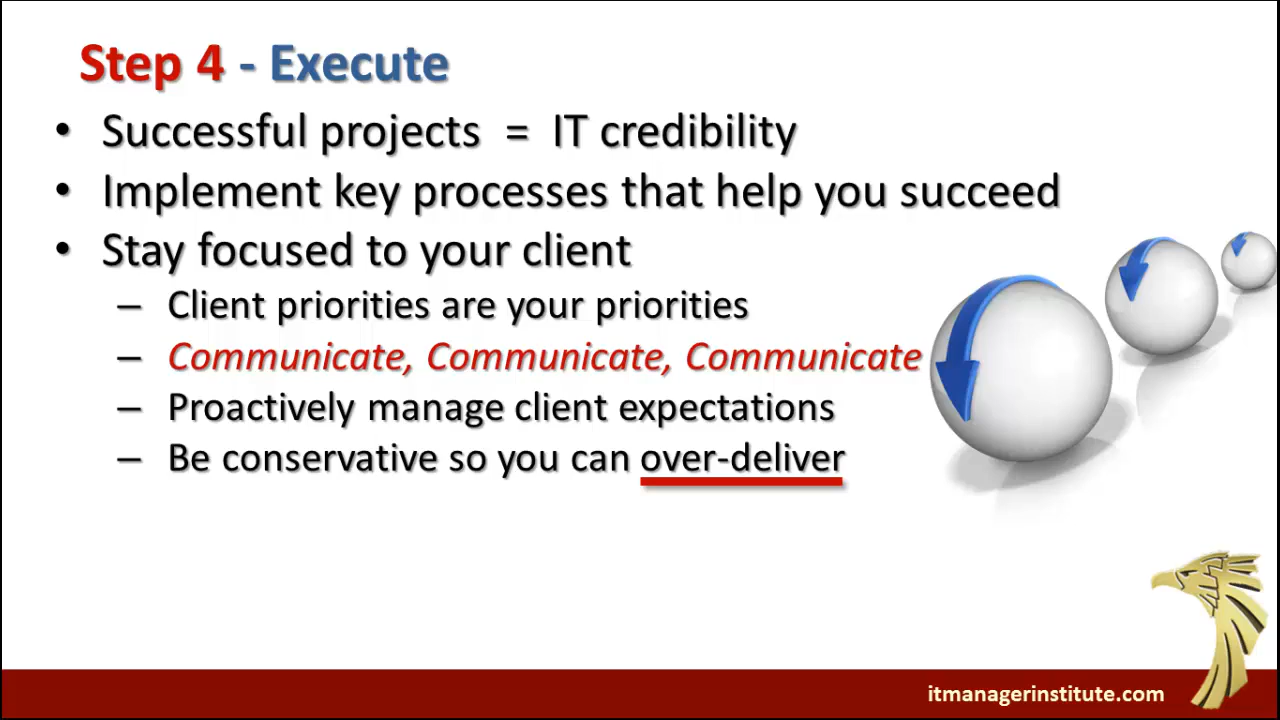 Step 4 - Execute
• Successful projects = IT credibility
• Implement key processes that help you succeed
• Stay focused to your client
– Client priorities are your priorities
– Communicate, Communicate, Communicate
– Proactively manage client expectations
– Be conservative so you can over-deliver
itmanagerinstitute.com